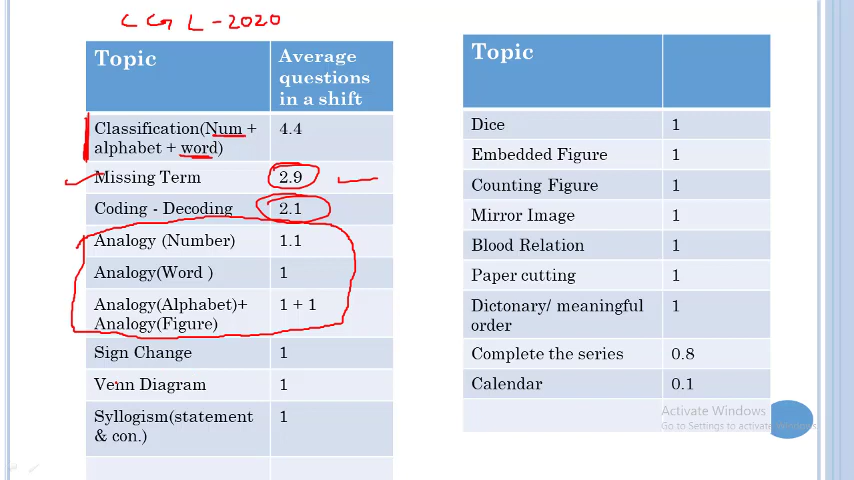 CGL-2020
Topic
Average
questions
in a shift
Classification(Num +
alphabet + word)
4.4
Missing Term
2.9
Coding - Decoding
2.1
Analogy (Number)
1.1
Analogy(Word )
1
Analogy(Alphabet)+
Analogy(Figure)
1 + 1
Sign Change
1
Venn Diagram
1
Syllogism(statement
& con.)
1
Topic
Dice
1
Embedded Figure
1
Counting Figure
1
Mirror Image
1
Blood Relation
1
Paper cutting
1
Dictonary/ meaningful
order
1
Complete the series
0.8
Calendar
0.1
Activate Windows
Go to Settings to activate Windows.